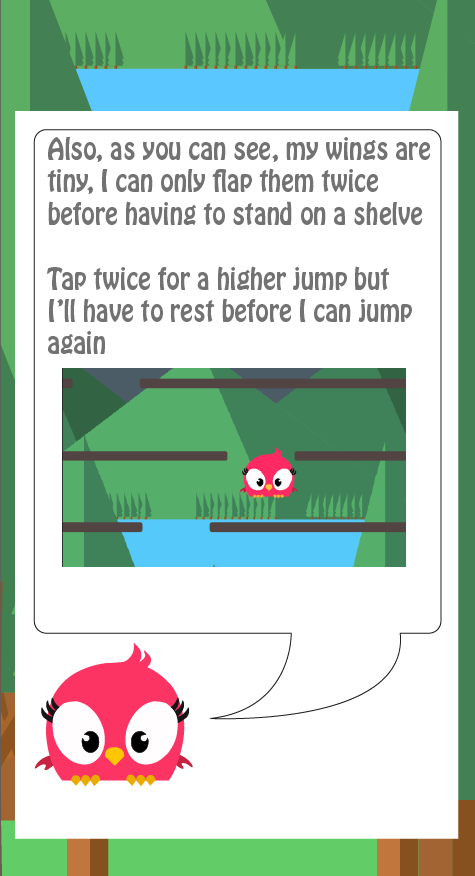 Also, as you can see, my wings are
tiny, I can only flap them twice
before having to stand on a shelve
Tap twice for a higher jump but
I'll have to rest before I can jump
again